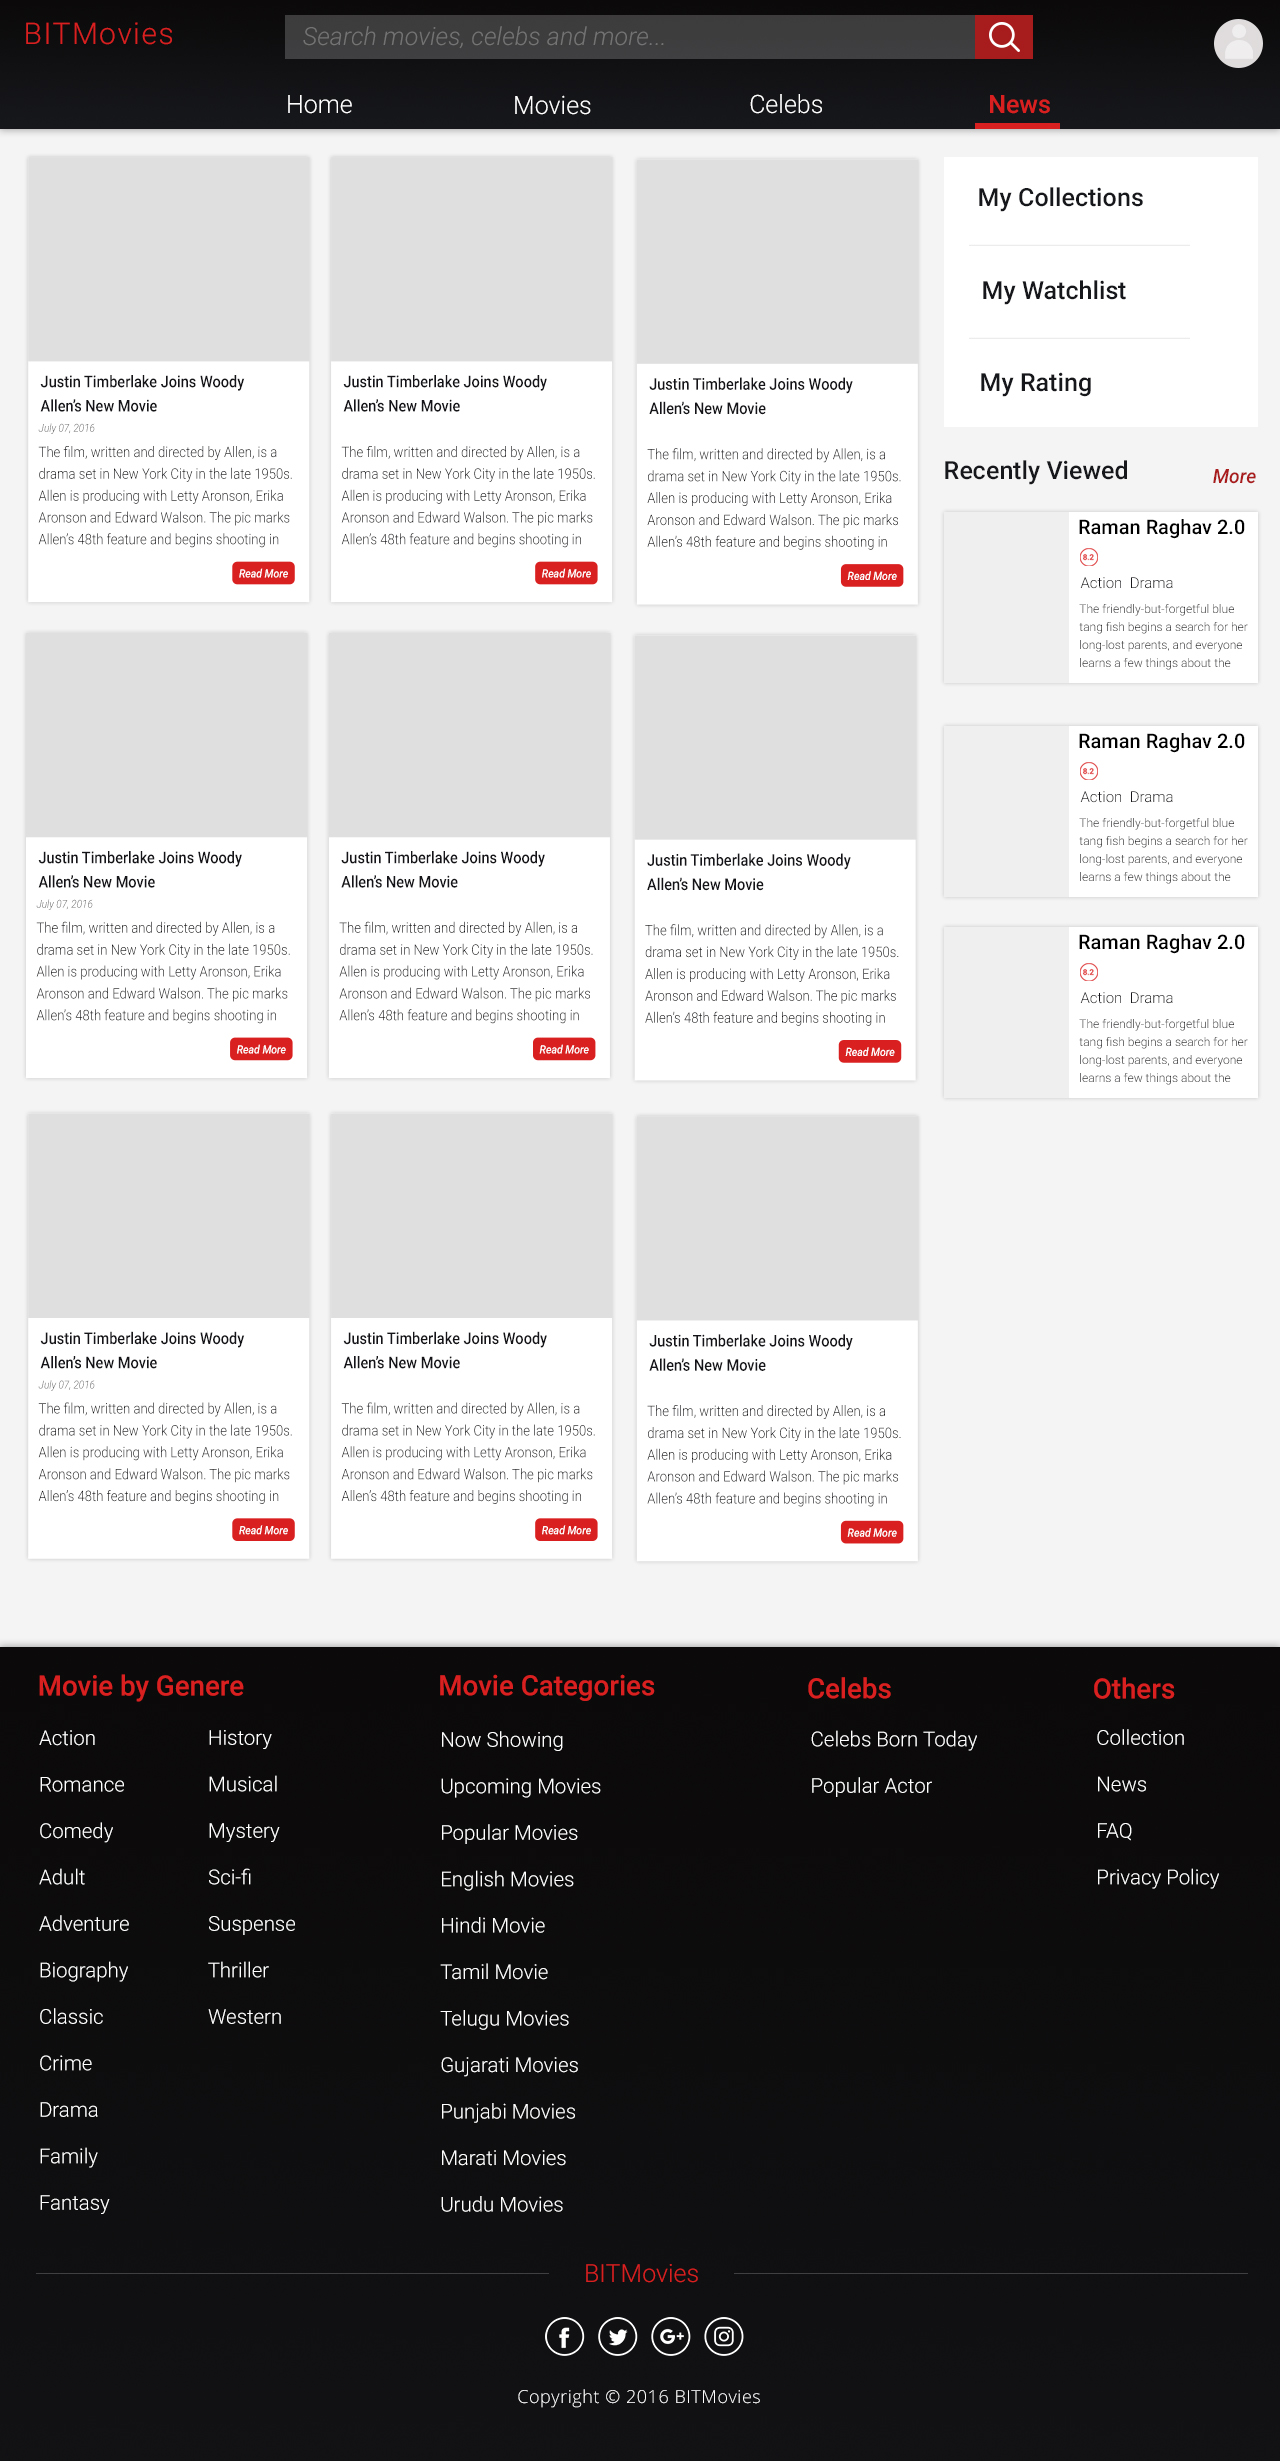 BITMovies
Search movies, celebs and more...
Home
Movies
Celebs
News
Justin Timberlake Joins Woody
Allen's New Movie
July 07, 2016
The film, written and directed by Allen, is a
drama set in New York City in the late 1950s.
Allen is producing with Letty Aronson, Erika
Aronson and Edward Walson. The pic marks
Allen's 48th feature and begins shooting in
Read More
Justin Timberlake Joins Woody
Allen's New Movie
The film, written and directed by Allen, is a
drama set in New York City in the late 1950s.
Allen is producing with Letty Aronson, Erika
Aronson and Edward Walson. The pic marks
Allen's 48th feature and begins shooting in
Read More
Justin Timberlake Joins Woody
Allen's New Movie
The film, written and directed by Allen, is a
drama set in New York City in the late 1950s.
Allen is producing with Letty Aronson, Erika
Aronson and Edward Walson. The pic marks
Allen's 48th feature and begins shooting in
Read More
Justin Timberlake Joins Woody
Allen's New Movie
July 07, 2016
The film, written and directed by Allen, is a
drama set in New York City in the late 1950s.
Allen is producing with Letty Aronson, Erika
Aronson and Edward Walson. The pic marks
Allen's 48th feature and begins shooting in
Read More
Justin Timberlake Joins Woody
Allen's New Movie
The film, written and directed by Allen, is a
drama set in New York City in the late 1950s.
Allen is producing with Letty Aronson, Erika
Aronson and Edward Walson. The pic marks
Allen's 48th feature and begins shooting in
Read More
Justin Timberlake Joins Woody
Allen's New Movie
The film, written and directed by Allen, is a
drama set in New York City in the late 1950s.
Allen is producing with Letty Aronson, Erika
Aronson and Edward Walson. The pic marks
Allen's 48th feature and begins shooting in
Read More
Justin Timberlake Joins Woody
Allen's New Movie
July 07, 2016
The film, written and directed by Allen, is a
drama set in New York City in the late 1950s.
Allen is producing with Letty Aronson, Erika
Aronson and Edward Walson. The pic marks
Allen's 48th feature and begins shooting in
Read More
Justin Timberlake Joins Woody
Allen's New Movie
The film, written and directed by Allen, is a
drama set in New York City in the late 1950s.
Allen is producing with Letty Aronson, Erika
Aronson and Edward Walson. The pic marks
Allen's 48th feature and begins shooting in
Read More
Justin Timberlake Joins Woody
Allen's New Movie
The film, written and directed by Allen, is a
drama set in New York City in the late 1950s.
Allen is producing with Letty Aronson, Erika
Aronson and Edward Walson. The pic marks
Allen's 48th feature and begins shooting in
Read More
My Collections
My Watchlist
My Rating
Recently Viewed
More
Raman Raghav 2.0
8.2
Action Drama
The friendly-but-forgetful blue
tang fish begins a search for her
long-lost parents, and everyone
learns a few things about the
Raman Raghav 2.0
8.2
Action Drama
The friendly-but-forgetful blue
tang fish begins a search for her
long-lost parents, and everyone
learns a few things about the
Raman Raghav 2.0
8.2
Action Drama
The friendly-but-forgetful blue
tang fish begins a search for her
long-lost parents, and everyone
learns a few things about the
Movie by Genere
Action
Romance
Comedy
Adult
Adventure
Biography
Classic
Crime
Drama
Family
Fantasy
History
Musical
Mystery
Sci-fi
Suspense
Thriller
Western
Movie Categories
Now Showing
Upcoming Movies
Popular Movies
English Movies
Hindi Movie
Tamil Movie
Telugu Movies
Gujarati Movies
Punjabi Movies
Marati Movies
Urudu Movies
Celebs
Celebs Born Today
Popular Actor
Others
Collection
News
FAQ
Privacy Policy
BITMovies
Copyright © 2016 BITMovies